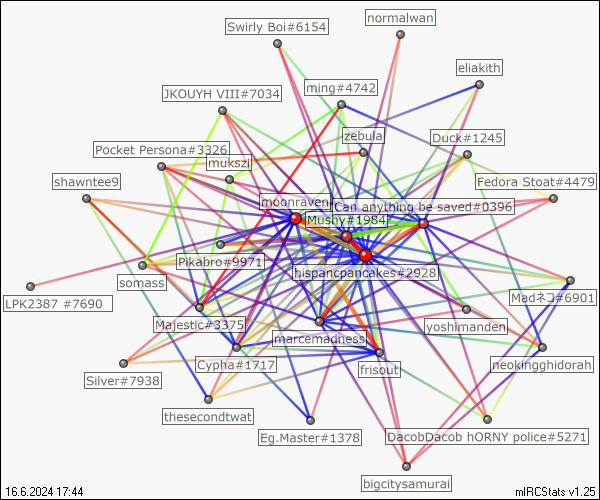 normalwan
Swirly Boi#6154
eliakith
ming#4742
JKOUYH VIII#7034
zebula
Duck#1245
Pocket Persona#3326
mukszi
shawntee9
Fedora Stoat#4479
moonraven
Can anything be saved#0396
Mushy#1984
Pikabro#9971
hispancpancakes#2928
somass
LPK2387 #7690
Madネコ#6901
Majestic#3375
yoshimanden
marcemadness
Cypha#1717
neokingghidorah
frisout
Silver#7938
thesecondtwat
Eg.Master#1378
DacobDacob hORNY police#5271
bigcitysamurai
16.6.2024 17:44
mIRCStats v1.25